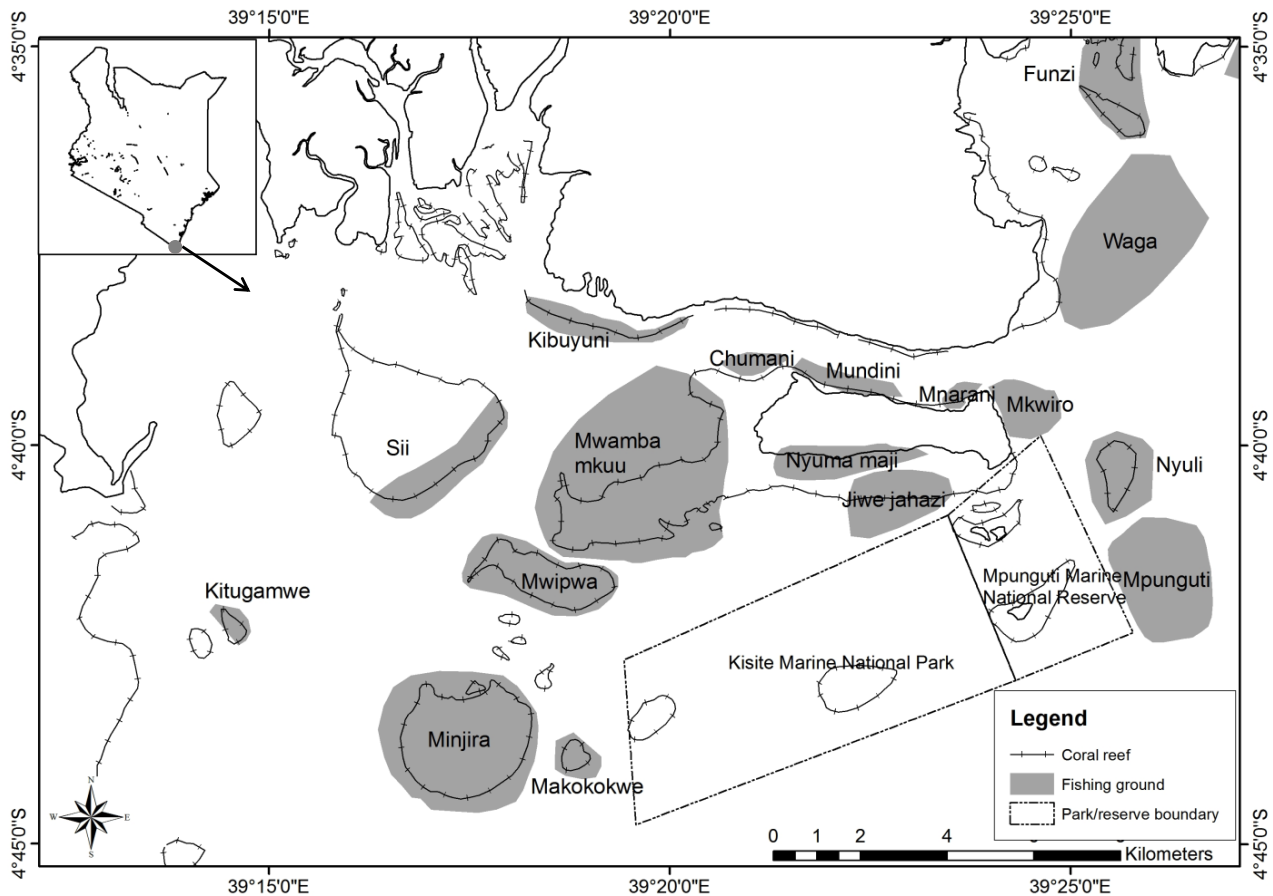 39°15'0"E
39°20'0"E
39°25'0"E
4°35'0"S
4°35'0"S
Funzi
Waga
Kibuyuni
Chumani
Mundini
Mnarani
Mkwiro
Sii
Mwamba
mkuu
4°40'0"S
4°40'0"S
Nyuma maji
Nyuli
Jiwe jahazi
Mwipwa
Mpunguti Marine
National Reserve
Mpunguti
Kitugamwe
Kisite Marine National Park
Minjira
Makokokwe
Legend
Coral reef
Fishing ground
Park/reserve boundary
N
W
E
S
0 1 2 4
Kilometers
4°45'0"S
4°45'0"S
39°15'0"E
39°20'0"E
39°25'0"E